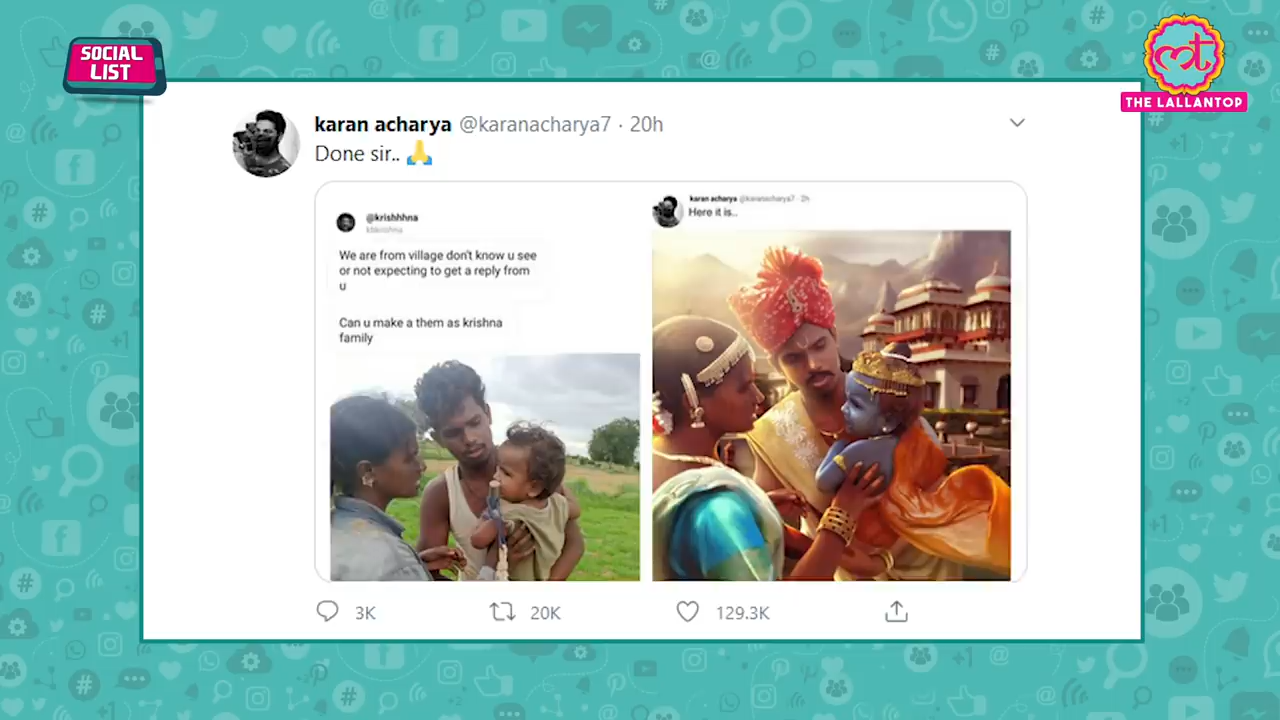 SOCIAL
LIST
THE LALLANTOP
karan acharya @karanacharya7 · 20h
Done sir.. 🙏
@krishhhna
We are from village don't know u see
or not expecting to get a reply from
u
Can u make a them as krishna
family
karan acharya @karanacharya7 · 2h
Here it is..
3K
20K
129.3K